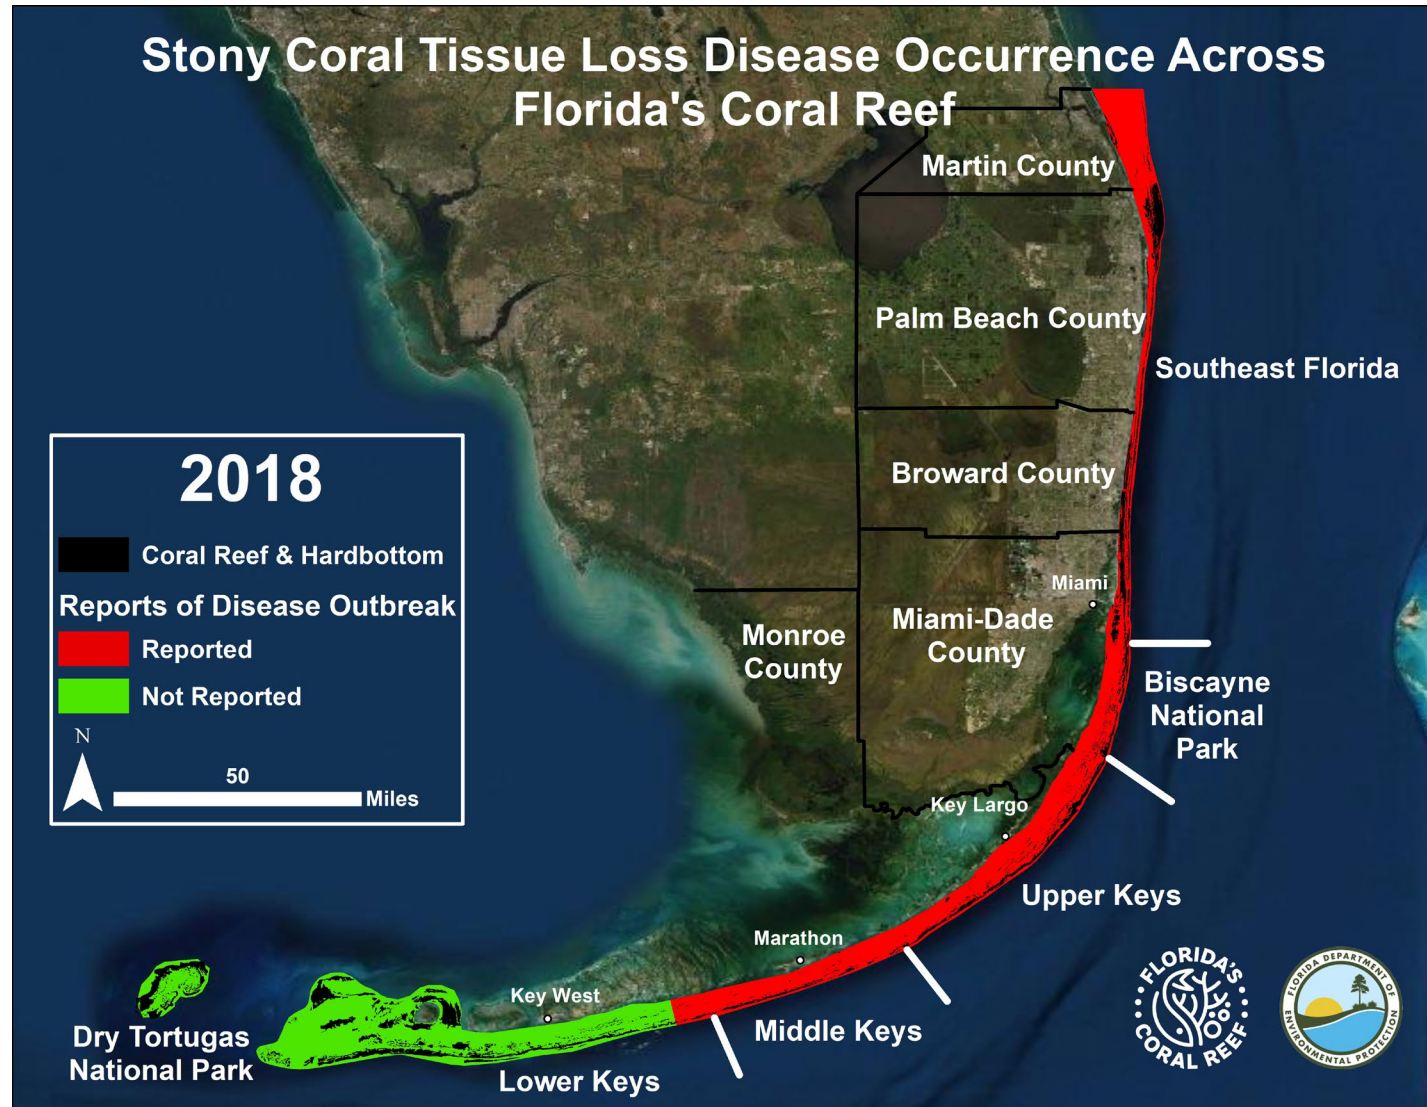 Stony Coral Tissue Loss Disease Occurrence Across
Florida's Coral Reef
Martin County
Palm Beach County
Southeast Florida
Broward County
Miami
Miami-Dade
County
Monroe
County
Biscayne
National
Park
Key Largo
Upper Keys
Marathon
Middle Keys
Key West
Lower Keys
Dry Tortugas
National Park
2018
Coral Reef & Hardbottom
Reports of Disease Outbreak
Reported
Not Reported
N
50
Miles
FLORIDA'S
CORAL REEF
FLORIDA DEPARTMENT OF
ENVIRONMENTAL PROTECTION